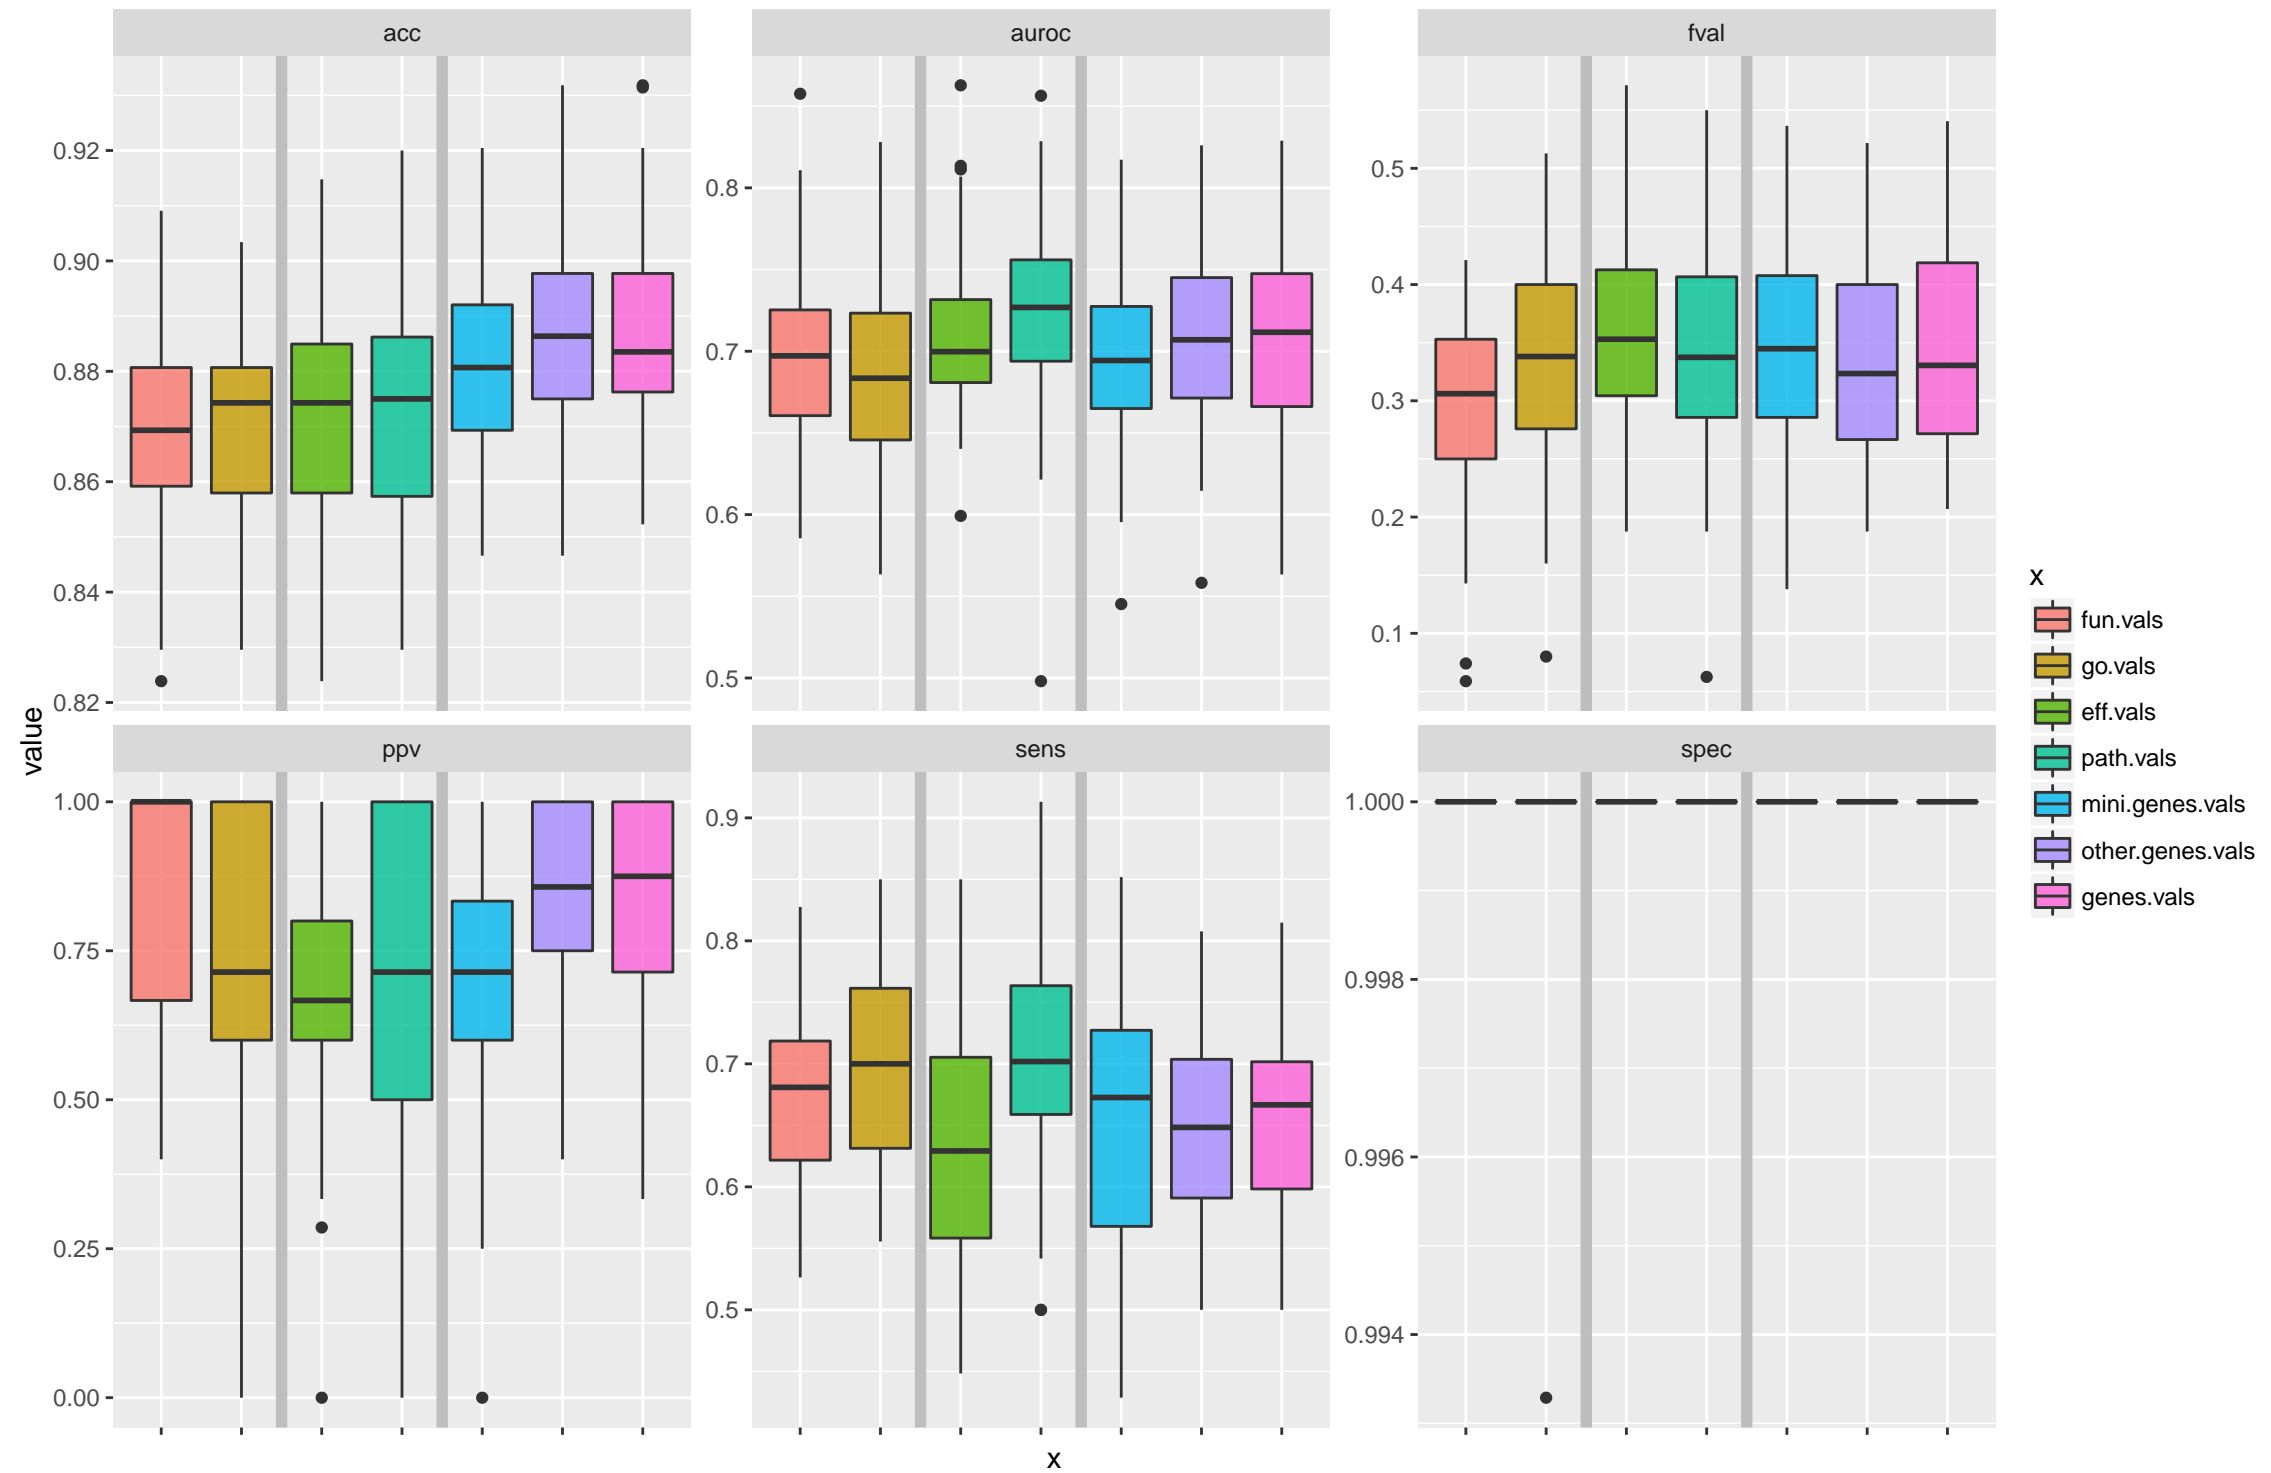 acc
auroc
fval
0.92
0.90
0.88
0.86
0.84
0.82
0.8
0.7
0.6
0.5
0.5
0.4
0.3
0.2
0.1
value
ppv
sens
spec
1.00
0.75
0.50
0.25
0.00
0.9
0.8
0.7
0.6
0.5
1.000
0.998
0.996
0.994
x
x
fun.vals
go.vals
eff.vals
path.vals
mini.genes.vals
other.genes.vals
genes.vals